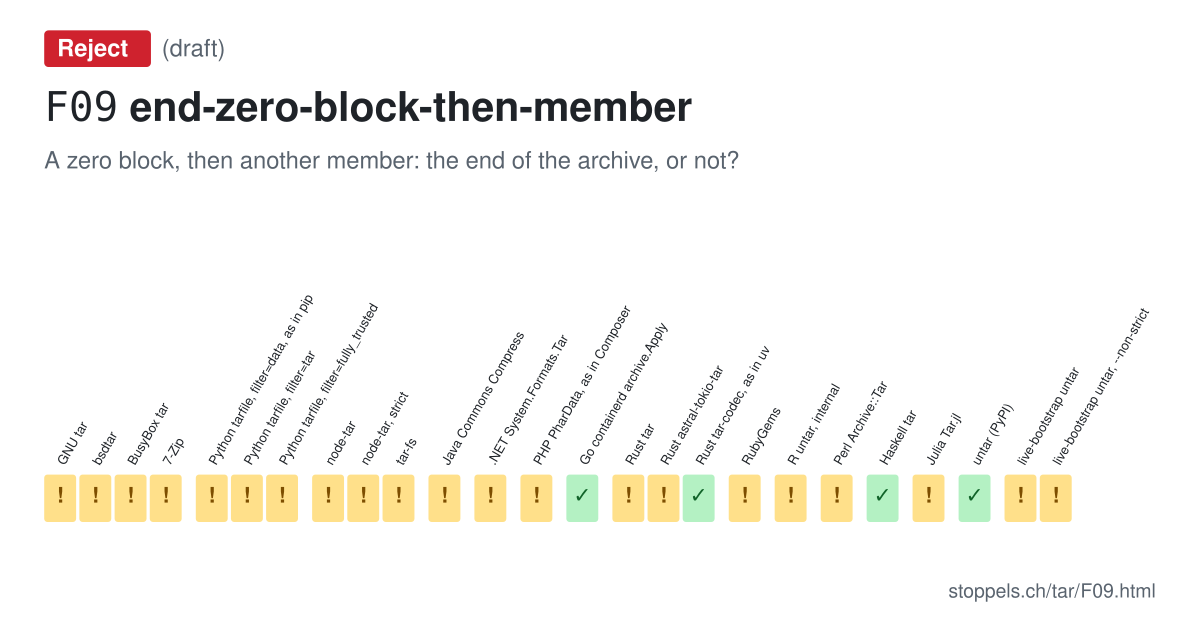 Reject (draft)
F09 end-zero-block-then-member
A zero block, then another member: the end of the archive, or not?
GNU tar
bsdtar
BusyBox tar
7-Zip
Python tarfile, filter=data, as in pip
Python tarfile, filter=tar
Python tarfile, filter=fully_trusted
node-tar
node-tar, strict
tar-fs
Java Commons Compress
.NET System.Formats.Tar
PHP PharData, as in Composer
Go containerd archive.Apply
Rust tar
Rust astral-tokio-tar
Rust tar-codec, as in uv
RubyGems
R untar, internal
Perl Archive::Tar
Haskell tar
Julia Tar.jl
untar (PyPI)
live-bootstrap untar
live-bootstrap untar, --non-strict
! ! ! ! ! ! ! ! ! ! ! ! ! ✓ ! ! ✓ ! ! ! ✓ ! ✓ ! !
stoppels.ch/tar/F09.html